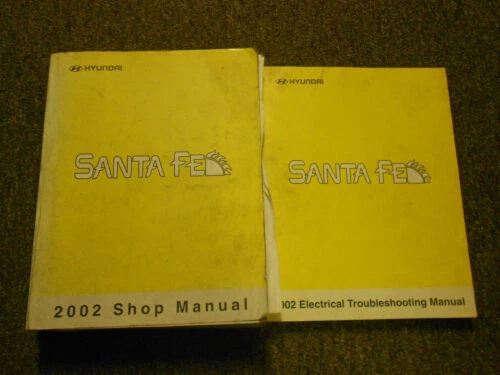 HYUNDAI
SANTA FE
2002 Shop Manual
HYUNDAI
SANTA FE
002 Electrical Troubleshooting Manual